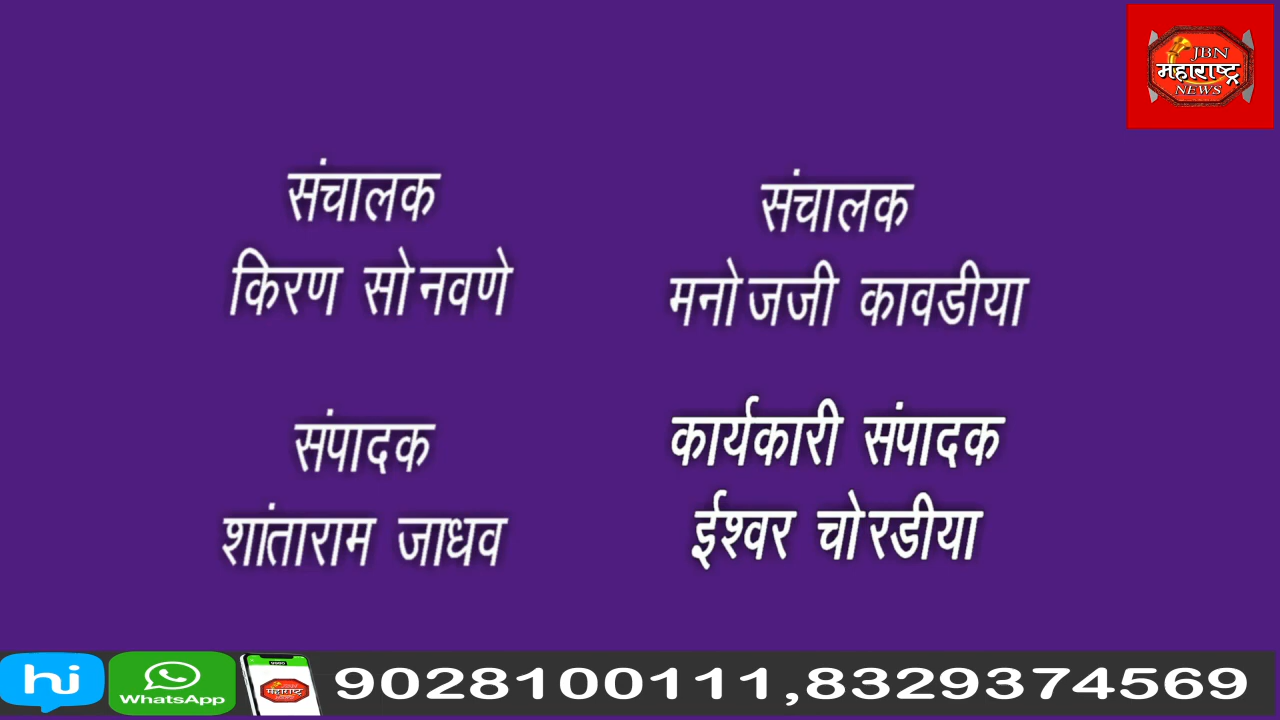 JBN
महाराष्ट्र
NEWS
संचालक
किरण सोनवणे
संचालक
मनोजजी कावडीया
संपादक
शांताराम जाधव
कार्यकारी संपादक
ईश्वर चोरडीया
hi
WhatsApp
महाराष्ट्र
9028100111,8329374569